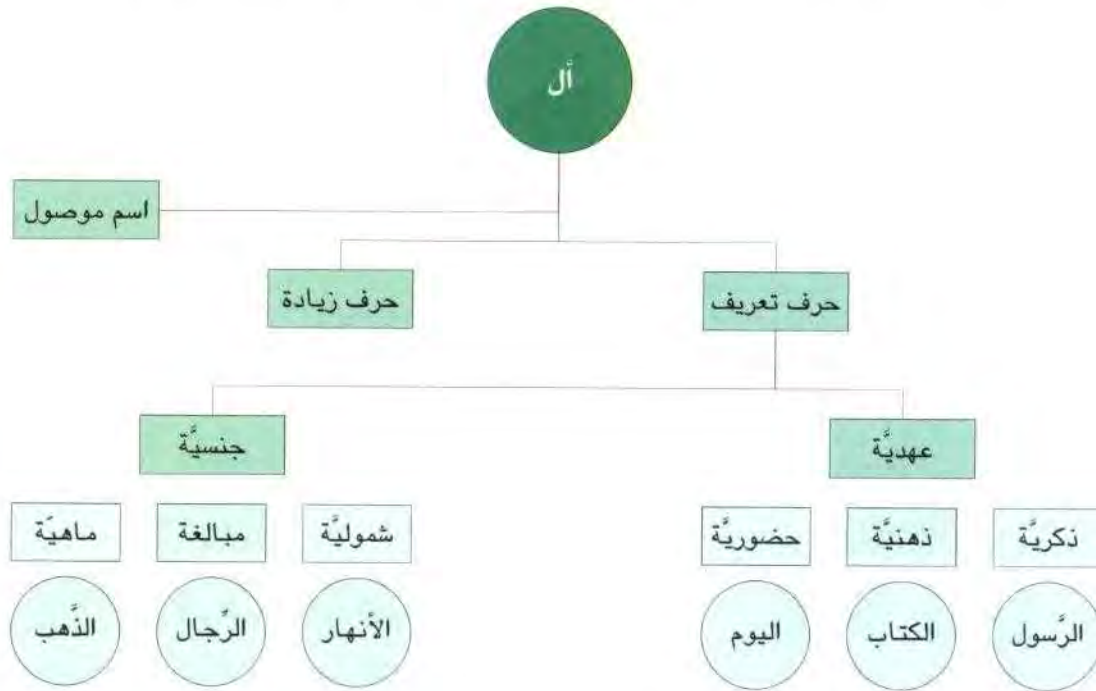 أل
اسم موصول
حرف تعريف
حرف زيادة
عهديَّة
جنسيَّة
ذكريَّة
ذهنيَّة
حضوريَّة
شموليَّة
مبالغة
ماهيّة
الرَّسول
الكتاب
اليوم
الأنهار
الرِّجال
الذَّهب